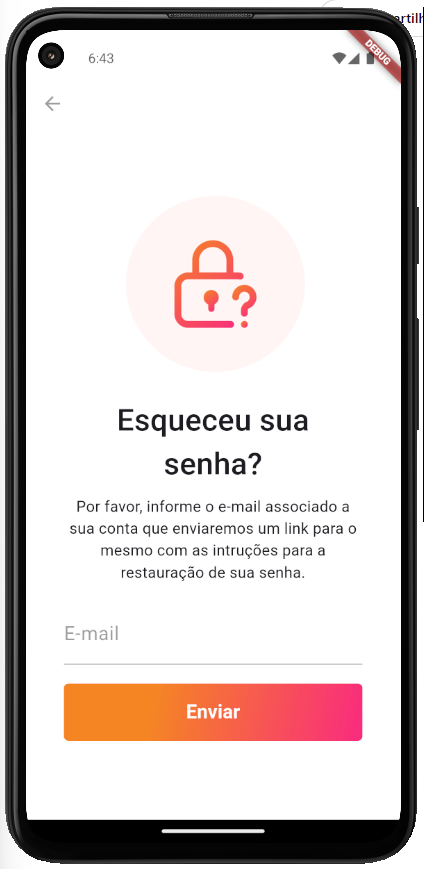 artilh
6:43
DEBUG
Esqueceu sua
senha?
Por favor, informe o e-mail associado a
sua conta que enviaremos um link para o
mesmo com as intruções para a
restauração de sua senha.
E-mail
Enviar